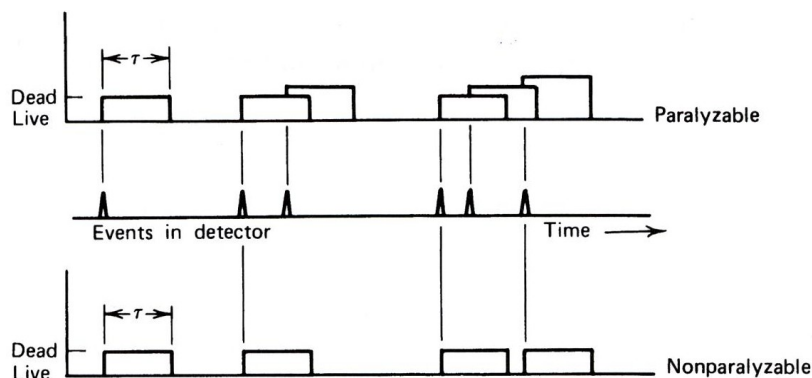 τ
Dead
Live
Paralyzable
Events in detector
Time
τ
Dead
Live
Nonparalyzable